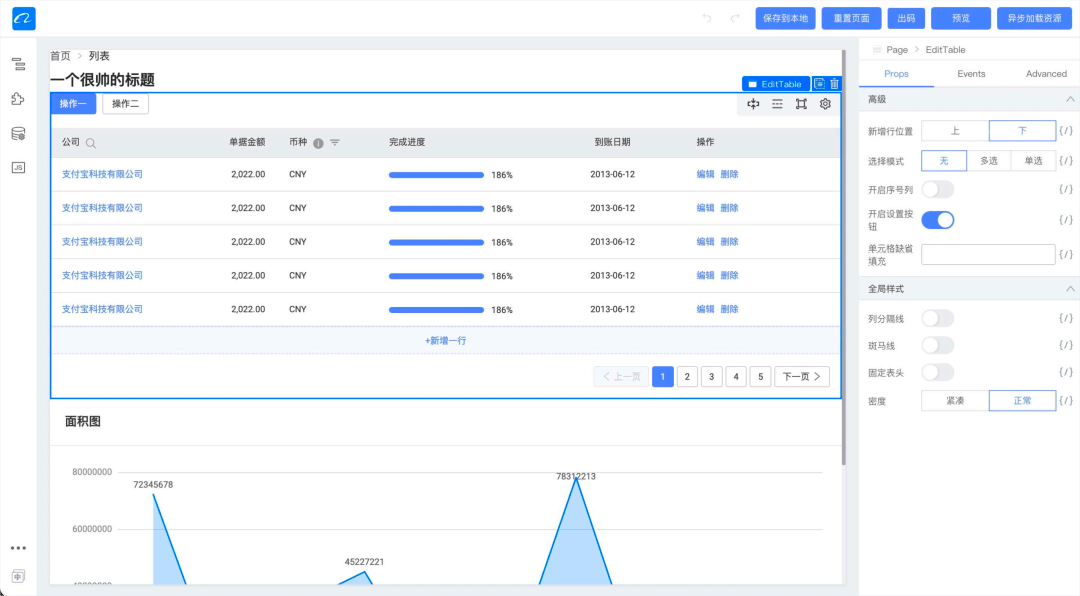 保存到本地 重置页面 出码 预览 异步加载资源
首页 > 列表
Page > EditTable
一个很帅的标题
EditTable
Props Events Advanced
操作一 操作二
高级
公司 单据金额 币种 完成进度 到账日期 操作
支付宝科技有限公司 2,022.00 CNY 186% 2013-06-12 编辑 删除
支付宝科技有限公司 2,022.00 CNY 186% 2013-06-12 编辑 删除
支付宝科技有限公司 2,022.00 CNY 186% 2013-06-12 编辑 删除
支付宝科技有限公司 2,022.00 CNY 186% 2013-06-12 编辑 删除
支付宝科技有限公司 2,022.00 CNY 186% 2013-06-12 编辑 删除
+新增一行
< 上一页 1 2 3 4 5 下一页 >
新增行位置 上 下 {/}
选择模式 无 多选 单选 {/}
开启序号列 {/}
开启设置按
钮 {/}
单元格缺省
填充 {/}
全局样式
列分隔线 {/}
斑马线 {/}
固定表头 {/}
密度 紧凑 正常 {/}
面积图
80000000
72345678
78312213
60000000
45227221
JS
中